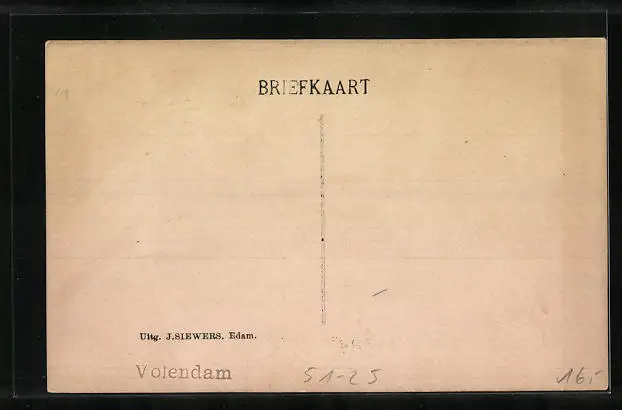 BRIEFKAART
Uitg. J.SIEWERS, Edam.
Volendam
51-25
16,-